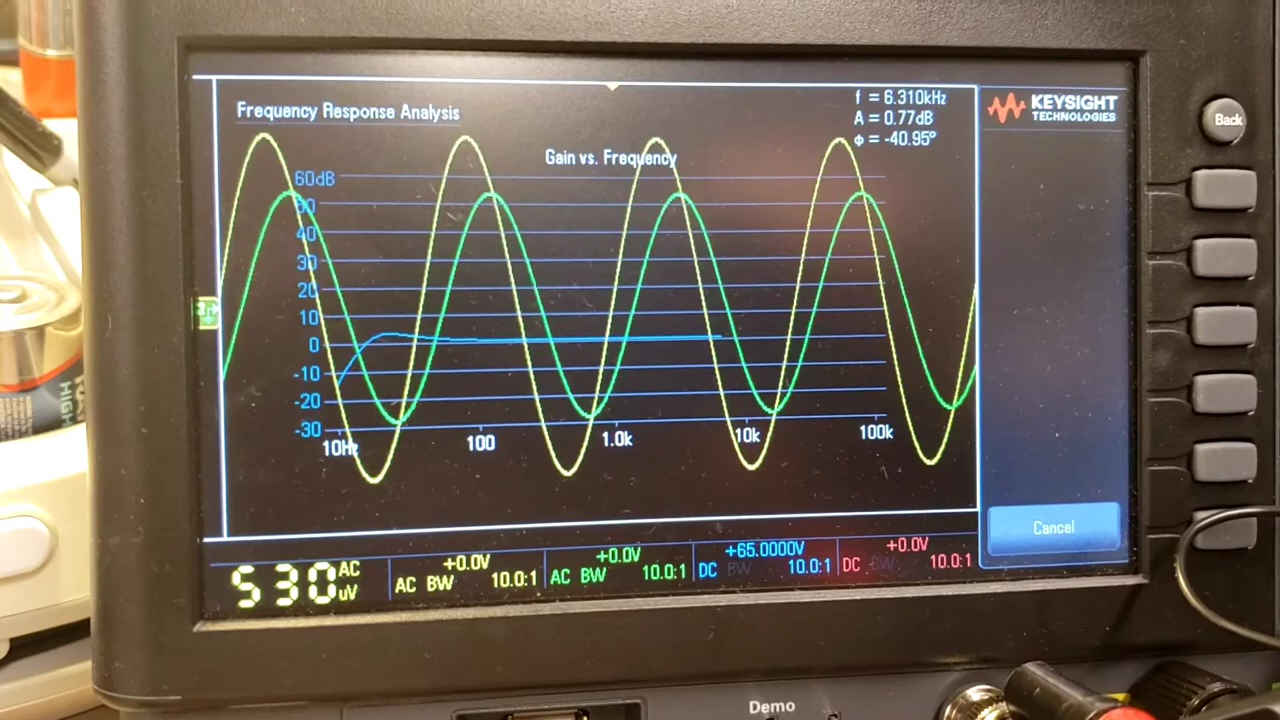 Frequency Response Analysis
f = 6.310kHz
A = 0.77dB
φ = -40.95°
KEYSIGHT
TECHNOLOGIES
Back
Gain vs. Frequency
60dB
50
40
30
20
10
0
-10
-20
-30
10Hz 100 1.0k 10k 100k
Cancel
530 AC uV
+0.0V
AC BW 10.0:1
+0.0V
AC BW 10.0:1
+65.0000V
DC BW 10.0:1
+0.0V
DC BW 10.0:1
Demo